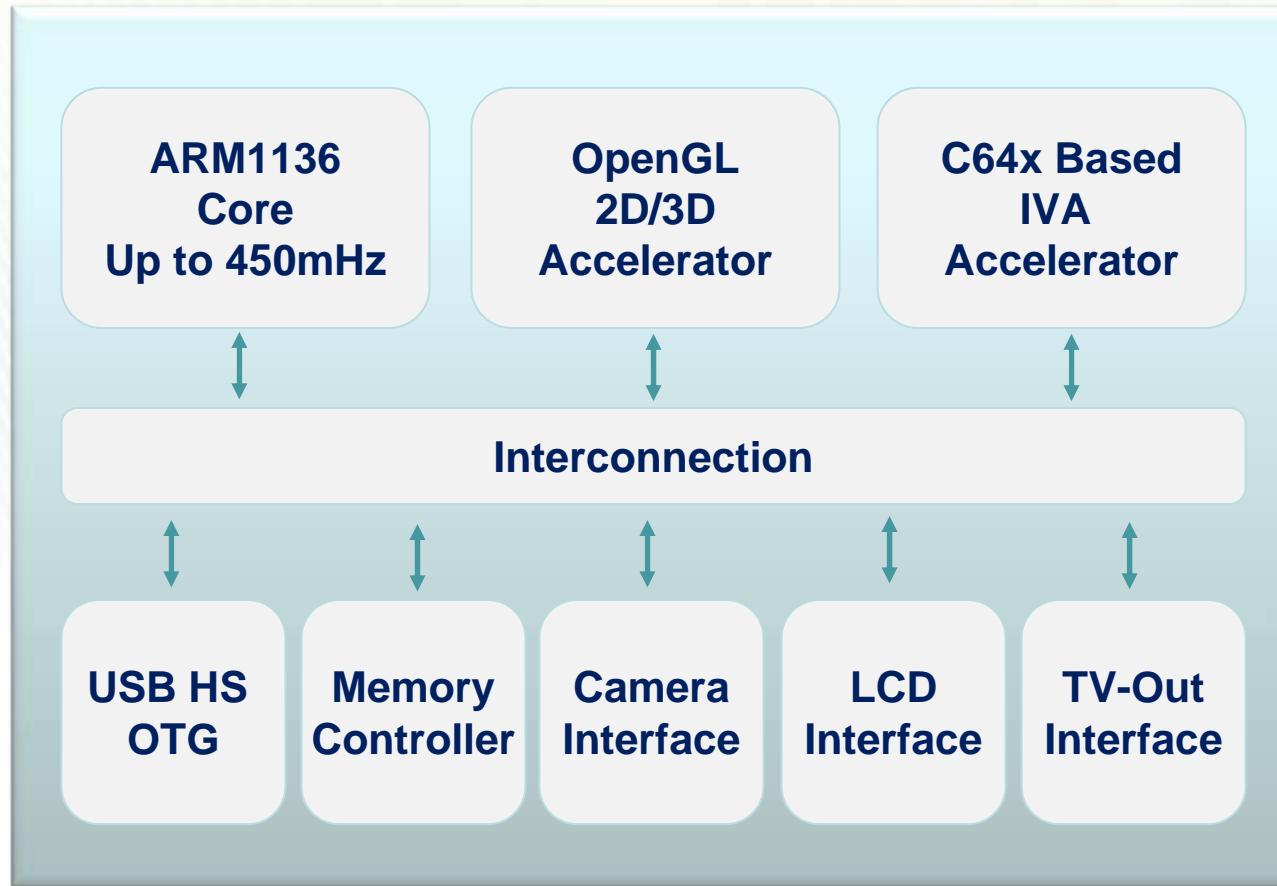 ARM1136
Core
Up to 450mHz
OpenGL
2D/3D
Accelerator
C64x Based
IVA
Accelerator
Interconnection
USB HS
OTG
Memory
Controller
Camera
Interface
LCD
Interface
TV-Out
Interface